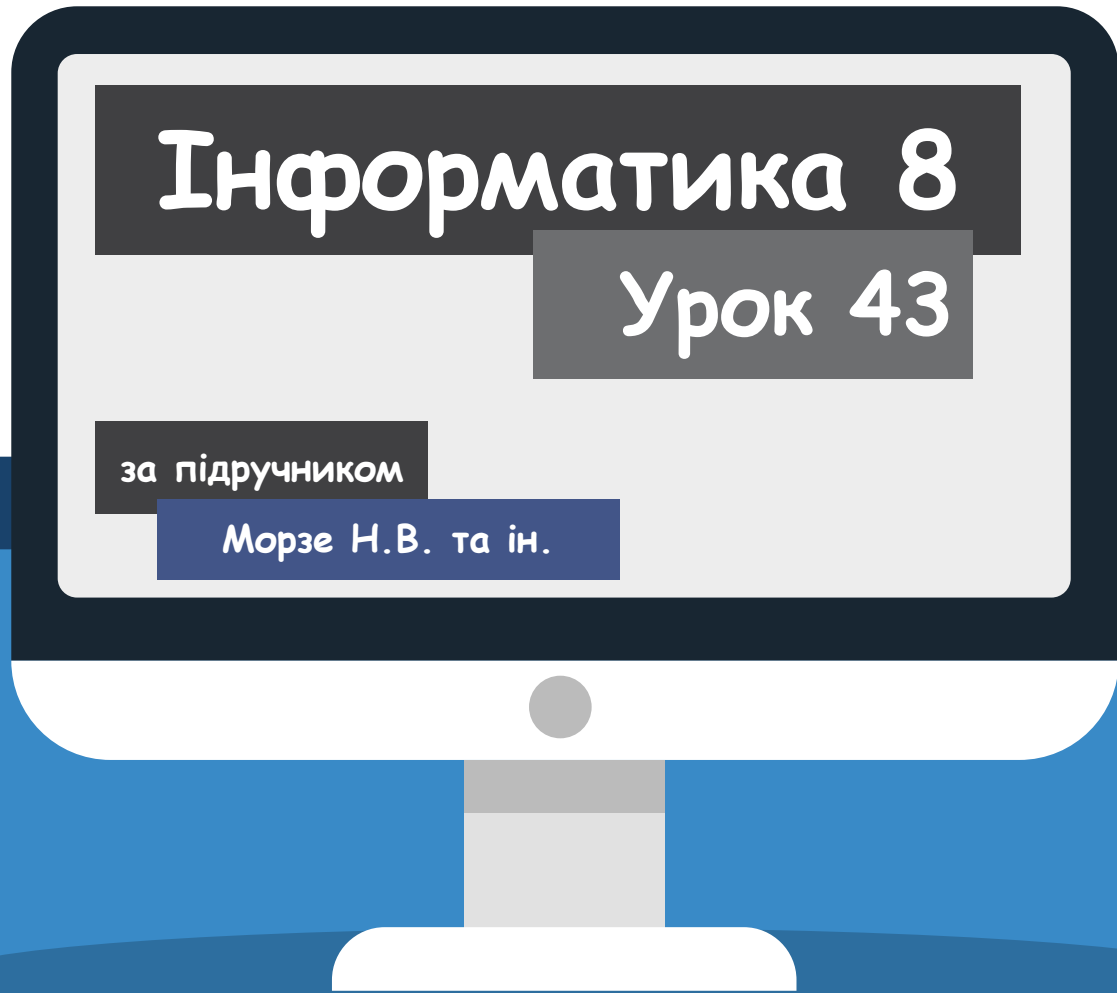 Інформатика 8
Урок 43
за підручником
Морзе Н.В. та ін.